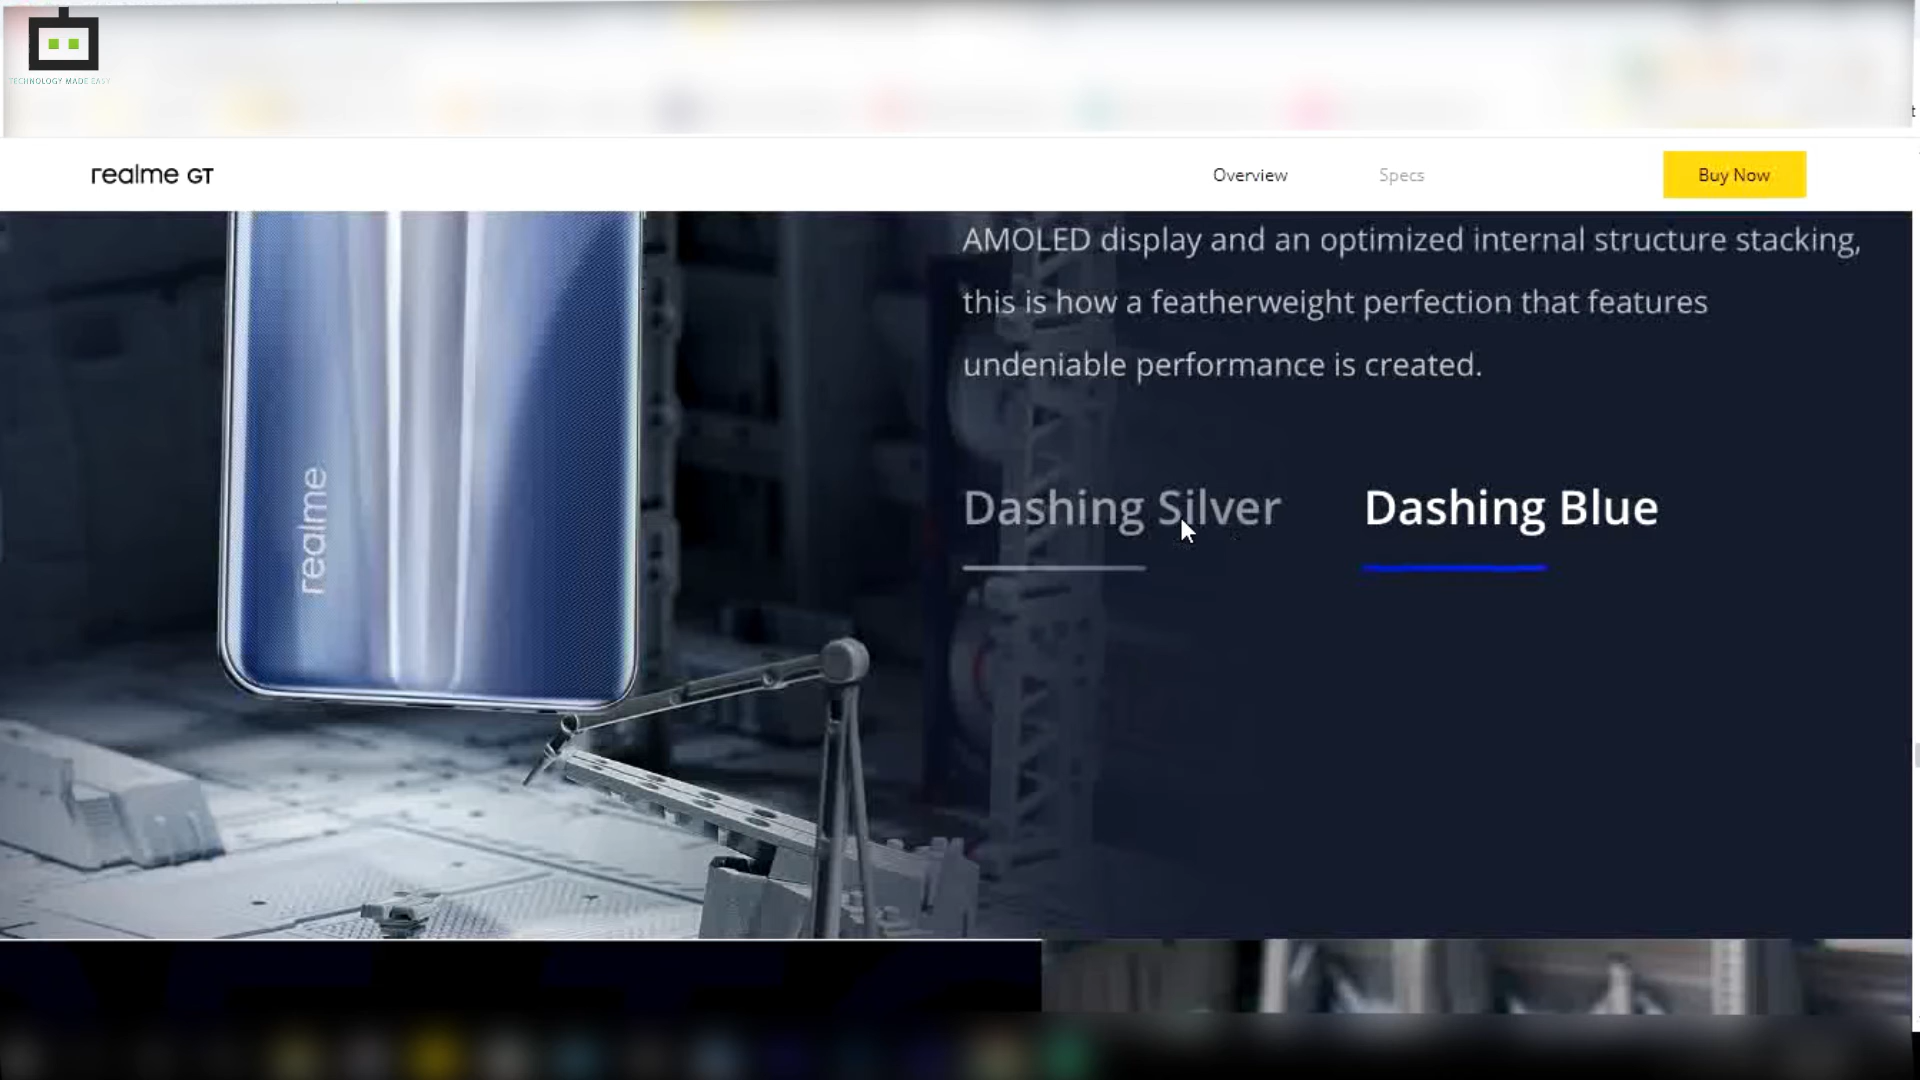 TECHNOLOGY MADE EASY
realme GT
Overview
Specs
Buy Now
AMOLED display and an optimized internal structure stacking,
this is how a featherweight perfection that features
undeniable performance is created.
Dashing Silver
Dashing Blue
realme